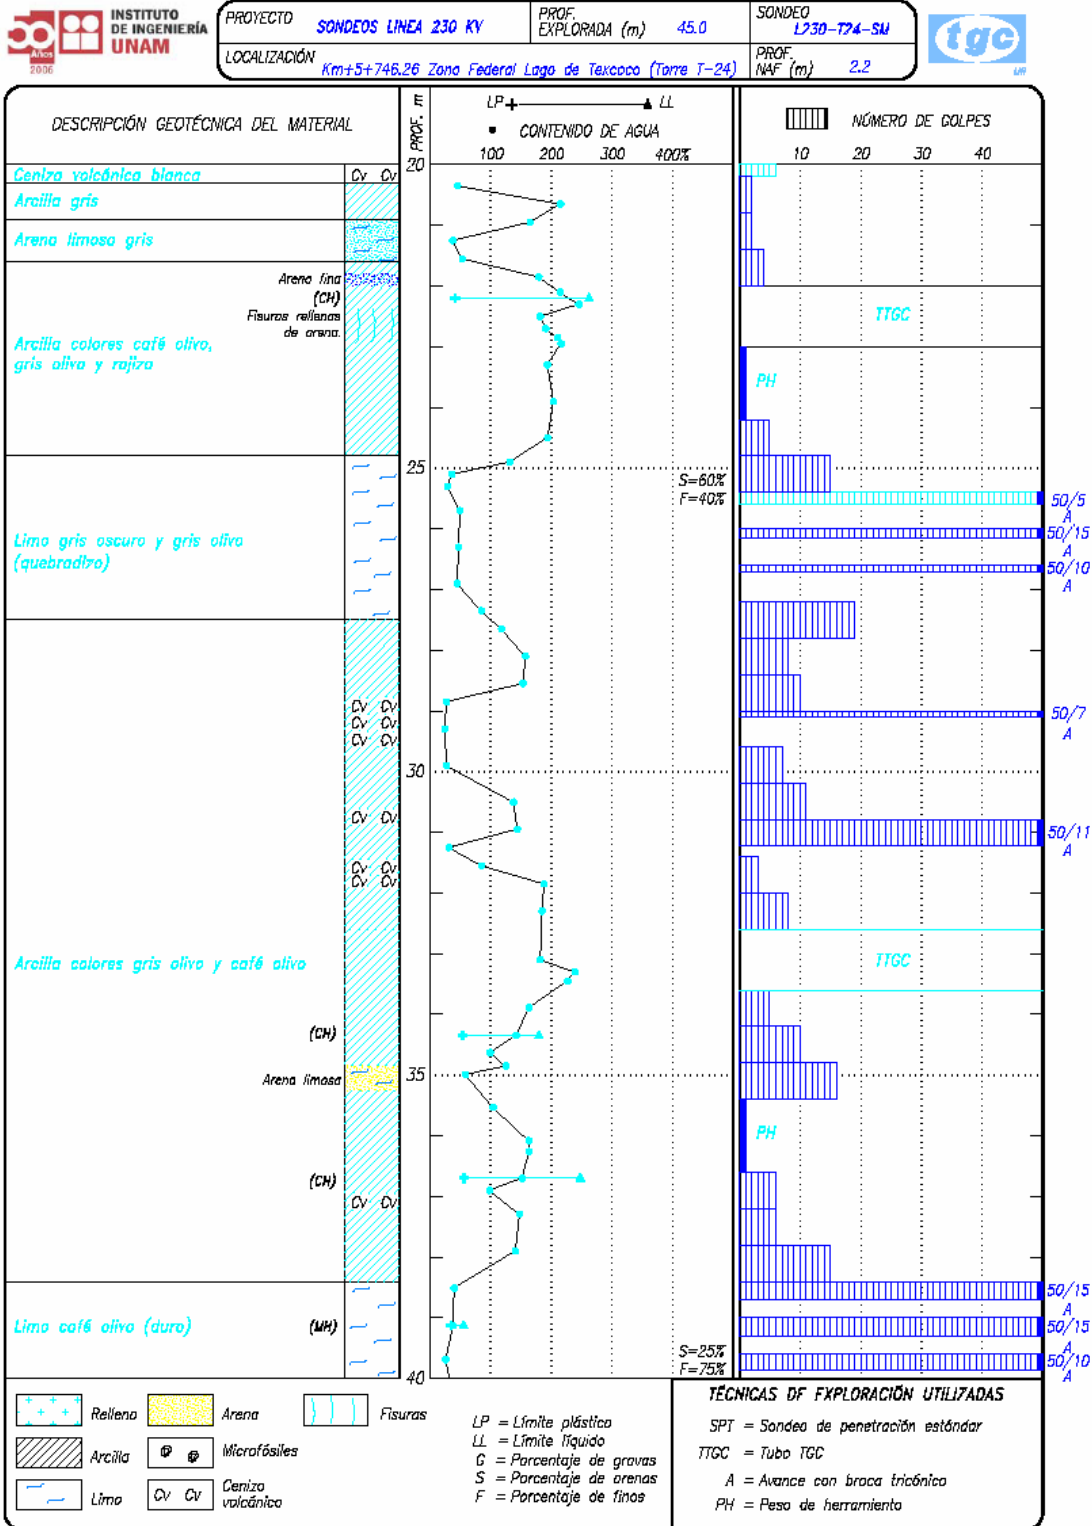 50 Años 2006
INSTITUTO
DE INGENIERÍA
UNAM
PROYECTO SONDEOS LINEA 230 KV
PROF. EXPLORADA (m) 45.0
SONDEO L230-T24-SM
LOCALIZACIÓN Km+5+746.26 Zona Federal Lago de Texcoco (Torre T-24)
PROF. NAF (m) 2.2
tgc
DESCRIPCIÓN GEOTÉCNICA DEL MATERIAL
PROF. m
LP LL
CONTENIDO DE AGUA
100 200 300 400%
NÚMERO DE GOLPES
10 20 30 40
20
Ceniza volcánica blanca
Cv Cv
Arcilla gris
Arena limosa gris
Arena fina
(CH)
Fisuras rellenas
de arena.
TTGC
Arcilla colores café olivo,
gris olivo y rojiza
PH
25
S=60%
F=40%
50/5
A
50/15
A
50/10
A
Limo gris oscuro y gris olivo
(quebradizo)
Cv Cv
Cv Cv
Cv Cv
50/7
A
30
Cv Cv
50/11
A
Cv Cv
Cv Cv
Arcilla colores gris olivo y café olivo
TTGC
(CH)
Arena limosa
35
PH
(CH)
Cv Cv
50/15
A
Limo café olivo (duro)
(MH)
50/15
A
S=25%
F=75%
50/10
A
40
Relleno
Arena
Fisuras
Arcilla
Microfósiles
Limo
Cv Cv
Ceniza
volcánica
LP = Límite plástico
LL = Límite líquido
G = Porcentaje de gravas
S = Porcentaje de arenas
F = Porcentaje de finos
TÉCNICAS DE EXPLORACIÓN UTILIZADAS
SPT = Sondeo de penetración estándar
TTGC = Tubo TGC
A = Avance con broca tricónica
PH = Peso de herramienta